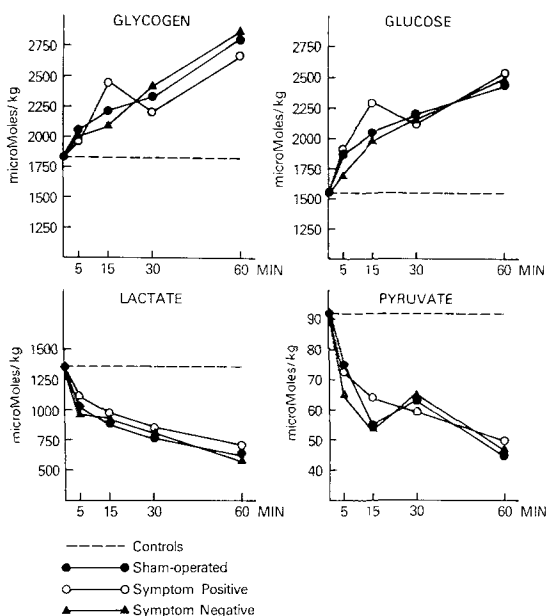 GLYCOGEN
microMoles/kg
2750
2500
2250
2000
1750
1500
1250
5 15 30 60 MIN
GLUCOSE
microMoles/kg
2750
2500
2250
2000
1750
1500
1250
5 15 30 60
LACTATE
microMoles/kg
1500
1250
1000
750
500
5 15 30 60 MIN
PYRUVATE
microMoles/kg
90
80
70
60
50
40
5 15 30 60 MIN
Controls
Sham-operated
Symptom Positive
Symptom Negative